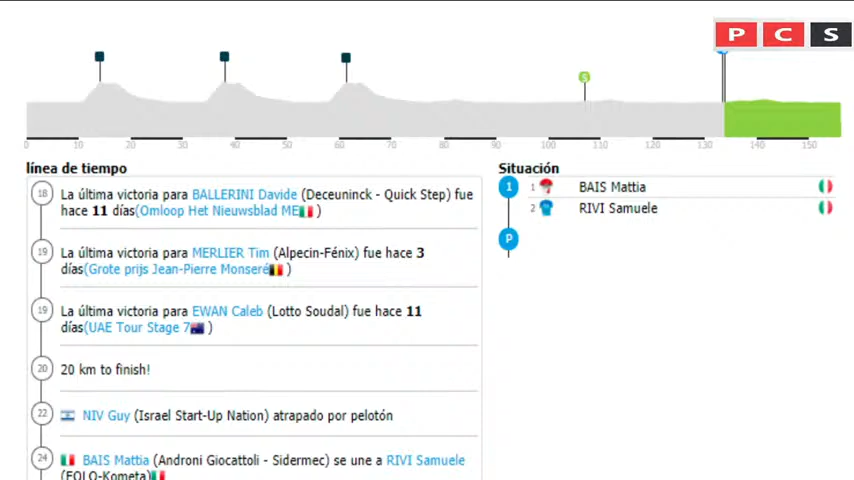 P C S
S
0 10 20 30 40 50 60 70 80 90 100 110 120 130 140 150
línea de tiempo
18 La última victoria para BALLERINI Davide (Deceuninck - Quick Step) fue
hace 11 días(Omloop Het Nieuwsblad ME )
19 La última victoria para MERLIER Tim (Alpecin-Fénix) fue hace 3
días(Grote prijs Jean-Pierre Monseré )
19 La última victoria para EWAN Caleb (Lotto Soudal) fue hace 11
días(UAE Tour Stage 7 )
20 20 km to finish!
22 NIV Guy (Israel Start-Up Nation) atrapado por pelotón
24 BAIS Mattia (Androni Giocattoli - Sidermec) se une a RIVI Samuele
(EOLO-Kometa)
Situación
1 1 BAIS Mattia
2 RIVI Samuele
P